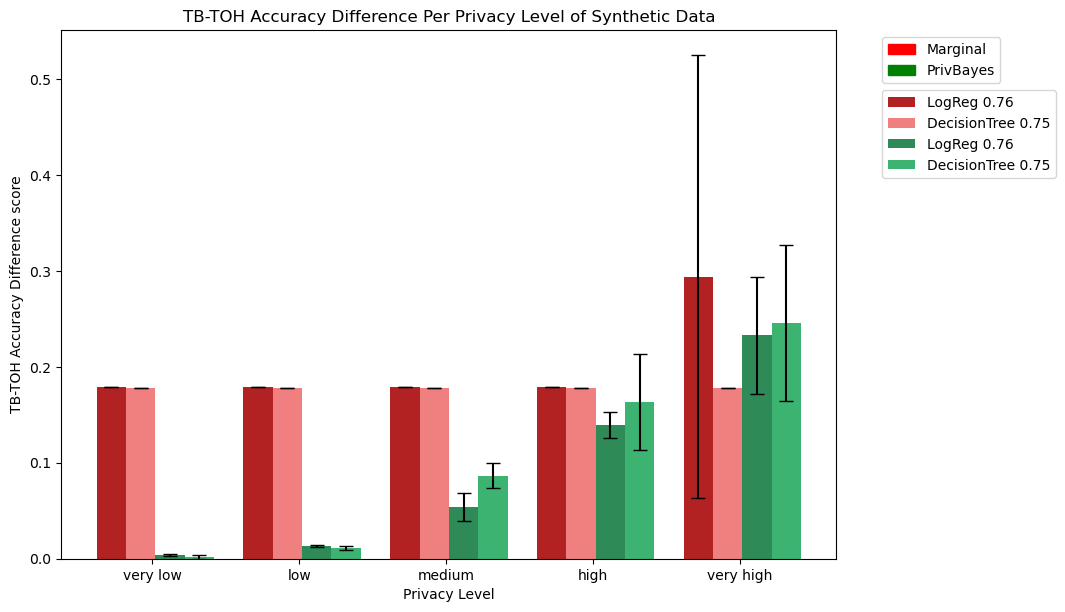 TB-TOH Accuracy Difference Per Privacy Level of Synthetic Data
TB-TOH Accuracy Difference score
0.5
0.4
0.3
0.2
0.1
0.0
very low
low
medium
high
very high
Privacy Level
Marginal
PrivBayes
LogReg 0.76
DecisionTree 0.75
LogReg 0.76
DecisionTree 0.75